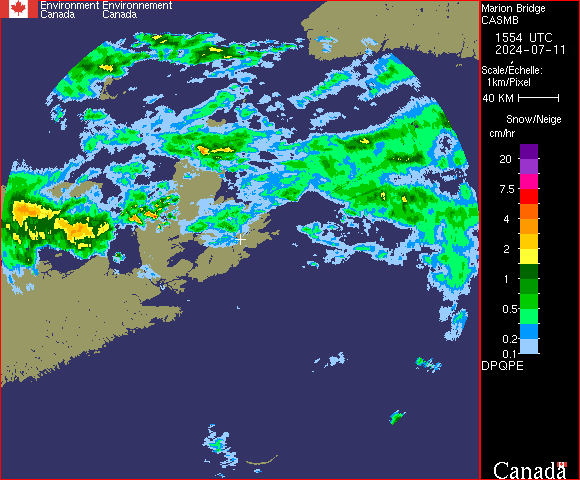 Environment Environnement
Canada Canada
Marion Bridge
CASMB
1554 UTC
2024-07-11
Scale/Echelle:
1km/Pixel
40 KM
Snow/Neige
cm/hr
20
7.5
4
2
1
0.5
0.2
0.1
DPQPE
Canada